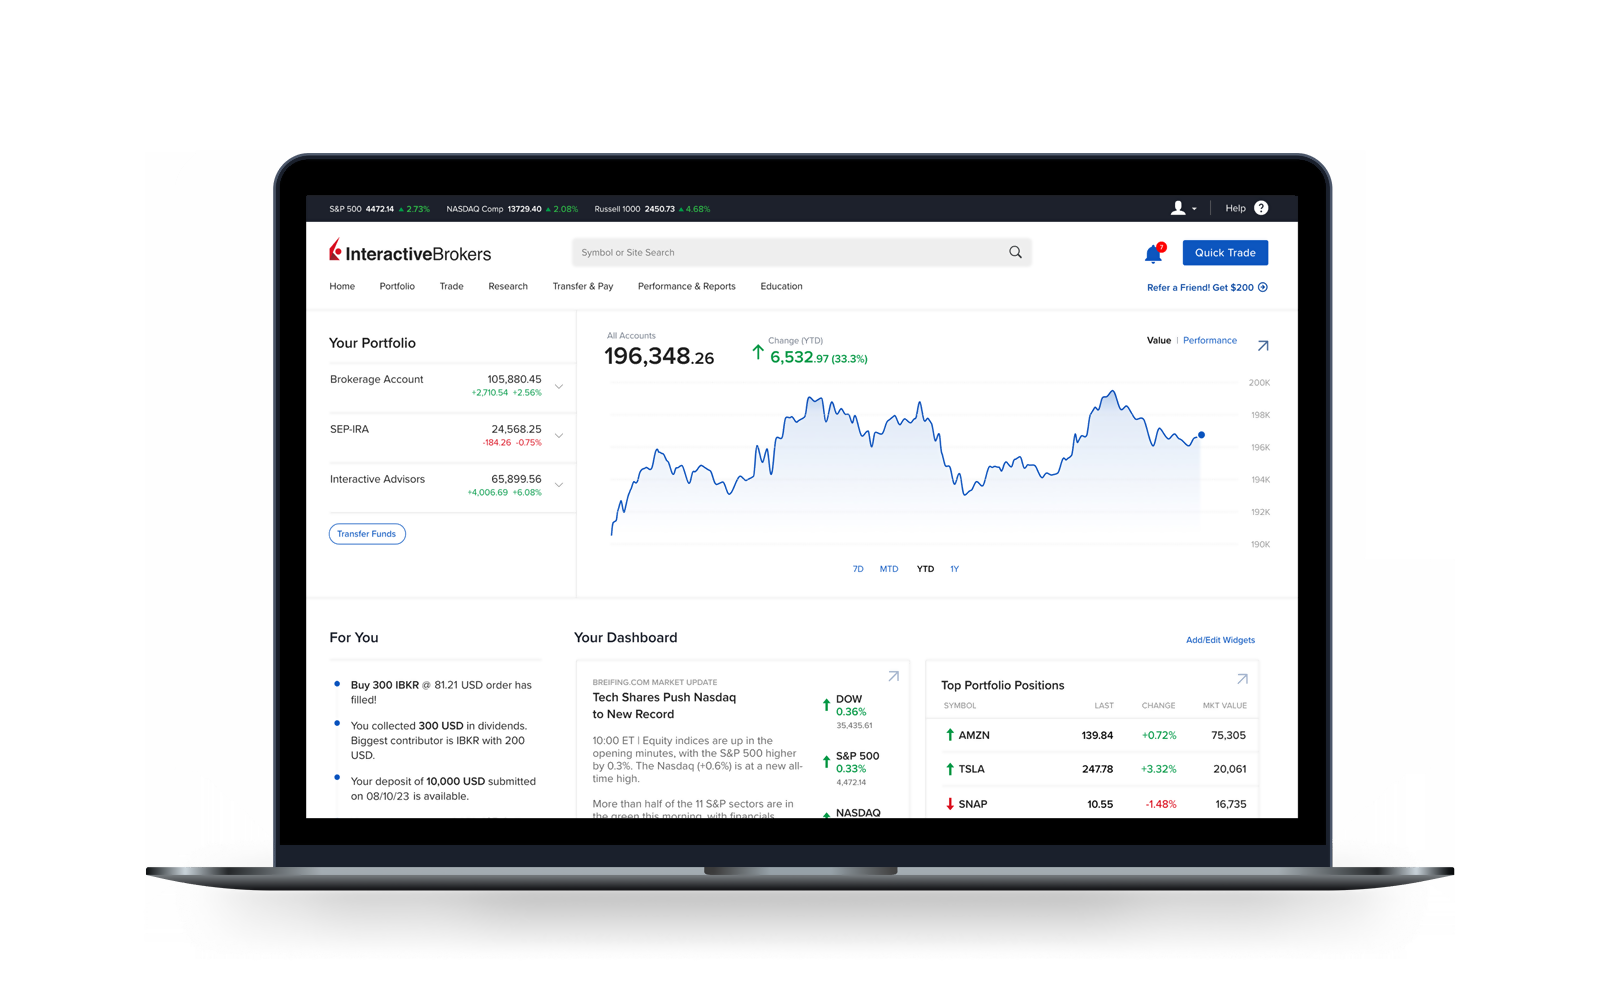 S&P 500 4472.14 ▲ 2.73% NASDAQ Comp 13729.40 ▲ 2.08% Russell 1000 2450.73 ▲ 4.68%
Help ?
InteractiveBrokers
Symbol or Site Search
7
Quick Trade
Home Portfolio Trade Research Transfer & Pay Performance & Reports Education
Refer a Friend! Get $200
Your Portfolio
Brokerage Account 105,880.45
+2,710.54 +2.56%
SEP-IRA 24,568.25
-184.26 -0.75%
Interactive Advisors 65,899.56
+4,006.69 +6.08%
Transfer Funds
All Accounts
196,348.26
Change (YTD)
6,532.97 (33.3%)
Value | Performance
200K
198K
196K
194K
192K
190K
7D MTD YTD 1Y
For You
Buy 300 IBKR @ 81.21 USD order has
filled!
You collected 300 USD in dividends.
Biggest contributor is IBKR with 200
USD.
Your deposit of 10,000 USD submitted
on 08/10/23 is available.
Your Dashboard
Add/Edit Widgets
BREIFING.COM MARKET UPDATE
Tech Shares Push Nasdaq
to New Record
10:00 ET | Equity indices are up in the
opening minutes, with the S&P 500 higher
by 0.3%. The Nasdaq (+0.6%) is at a new all-
time high.
More than half of the 11 S&P sectors are in
the green this morning, with financials
DOW
0.36%
35,435.61
S&P 500
0.33%
4,472.14
NASDAQ
Top Portfolio Positions
SYMBOL LAST CHANGE MKT VALUE
AMZN 139.84 +0.72% 75,305
TSLA 247.78 +3.32% 20,061
SNAP 10.55 -1.48% 16,735